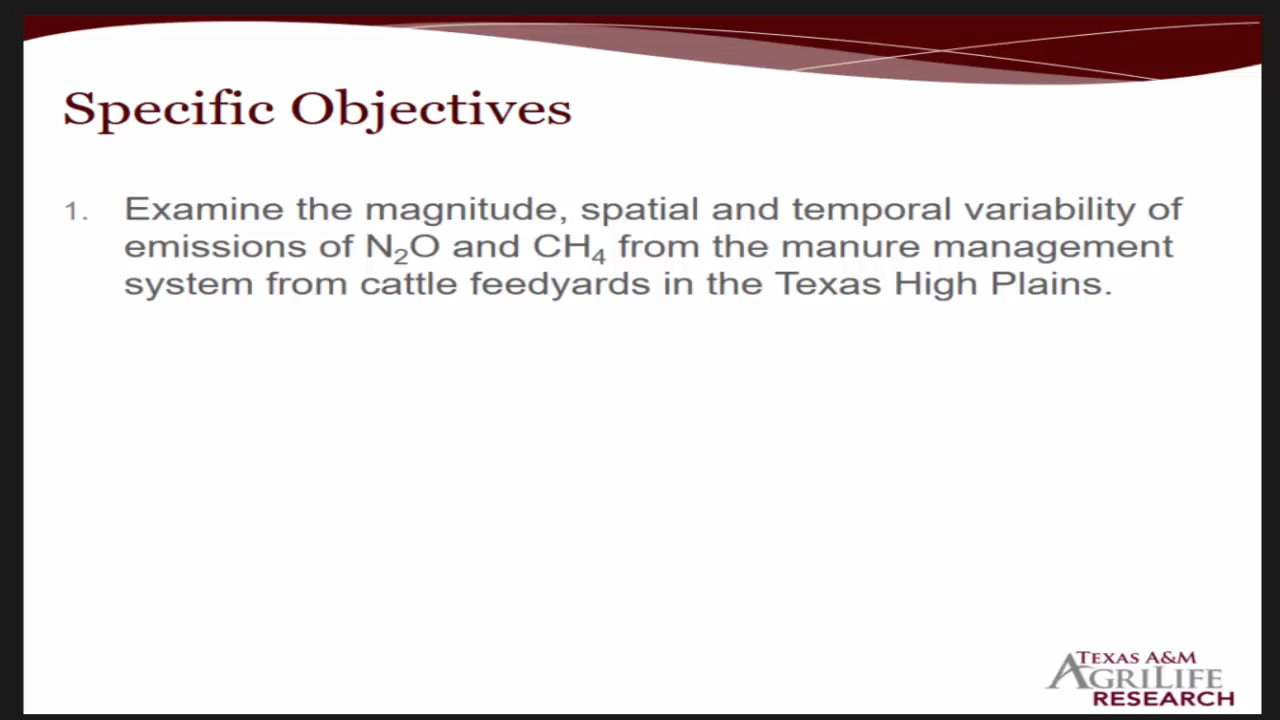 Specific Objectives
1. Examine the magnitude, spatial and temporal variability of
emissions of N₂O and CH₄ from the manure management
system from cattle feedyards in the Texas High Plains.
TEXAS A&M
AGRILIFE
RESEARCH